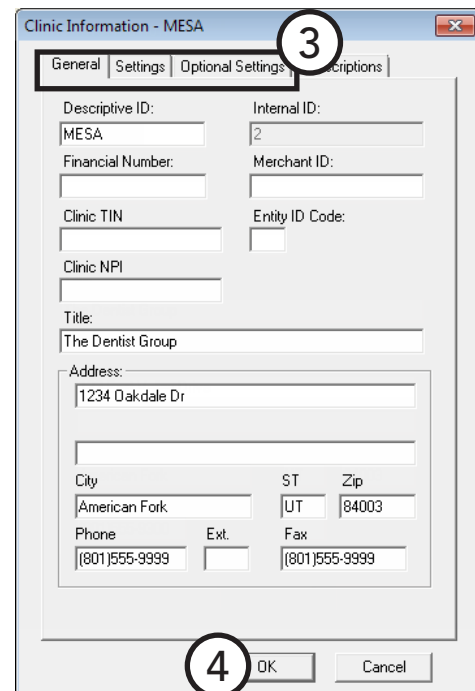 Clinic Information - MESA
3
General Settings Optional Settings
Descriptive ID: Internal ID:
MESA 2
Financial Number: Merchant ID:
Clinic TIN Entity ID Code:
Clinic NPI
Title:
The Dentist Group
Address:
1234 Oakdale Dr
City ST Zip
American Fork UT 84003
Phone Ext. Fax
(801)555-9999 (801)555-9999
4 OK Cancel